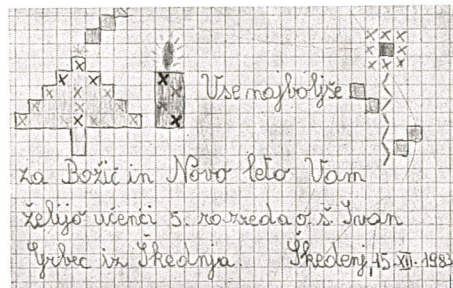 Vse najboljše
za Božič in Novo leto Vam
želijo učenci 5. razreda o.š. Ivan
Grbec iz Škednja. Škedenj, 15.XII.1983